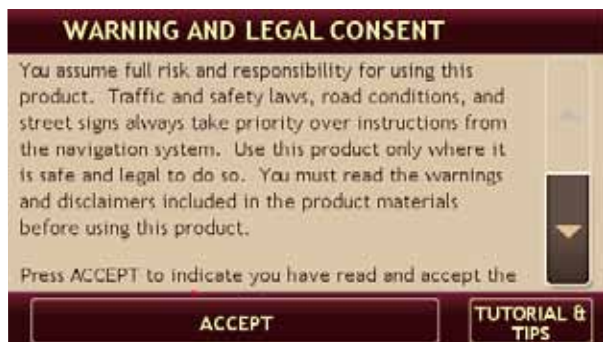 WARNING AND LEGAL CONSENT
You assume full risk and responsibility for using this
product. Traffic and safety laws, road conditions, and
street signs always take priority over instructions from
the navigation system. Use this product only where it
is safe and legal to do so. You must read the warnings
and disclaimers included in the product materials
before using this product.
Press ACCEPT to indicate you have read and accept the
ACCEPT
TUTORIAL &
TIPS